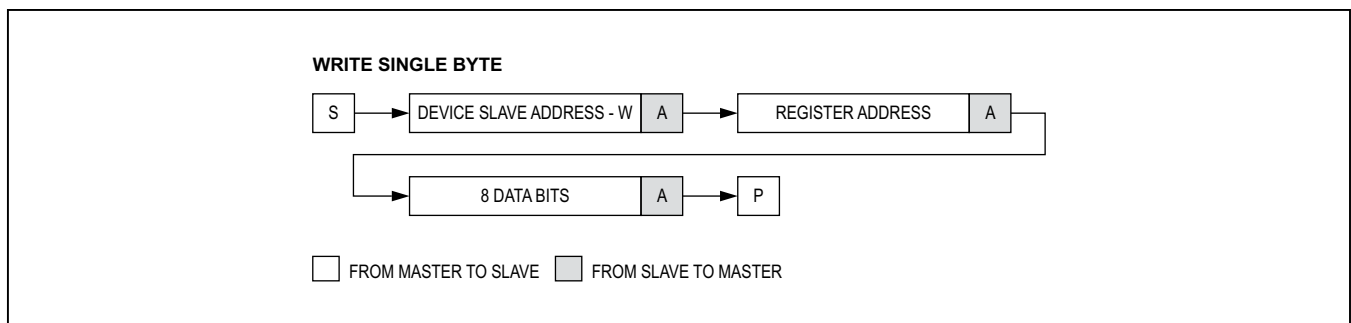 WRITE SINGLE BYTE
S DEVICE SLAVE ADDRESS - W A REGISTER ADDRESS A
8 DATA BITS A P
FROM MASTER TO SLAVE FROM SLAVE TO MASTER